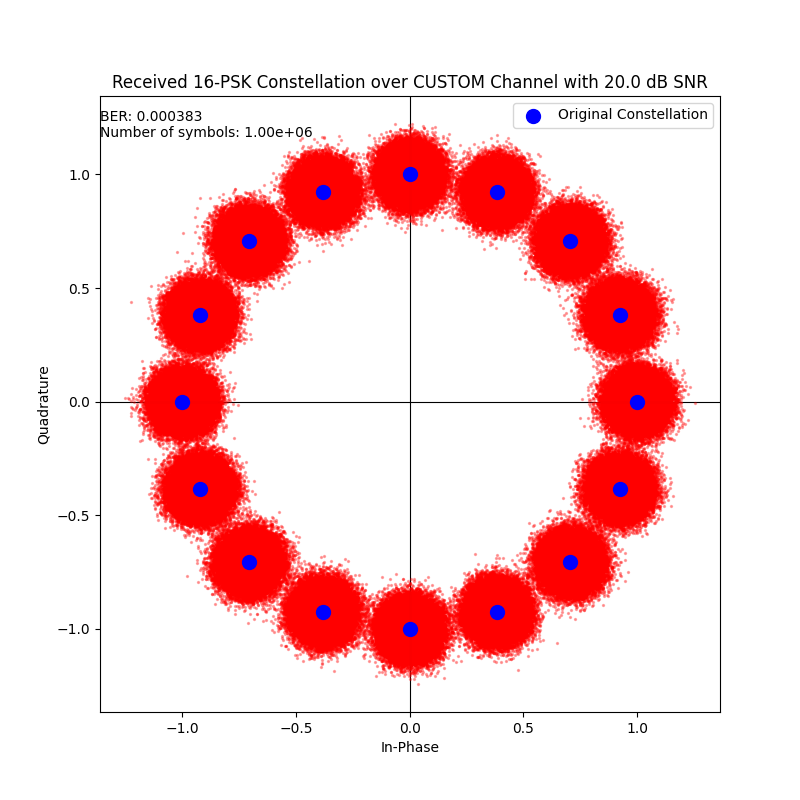 Received 16-PSK Constellation over CUSTOM Channel with 20.0 dB SNR
BER: 0.000383
Number of symbols: 1.00e+06
Original Constellation
1.0
0.5
0.0
−0.5
−1.0
Quadrature
−1.0
−0.5
0.0
0.5
1.0
In-Phase